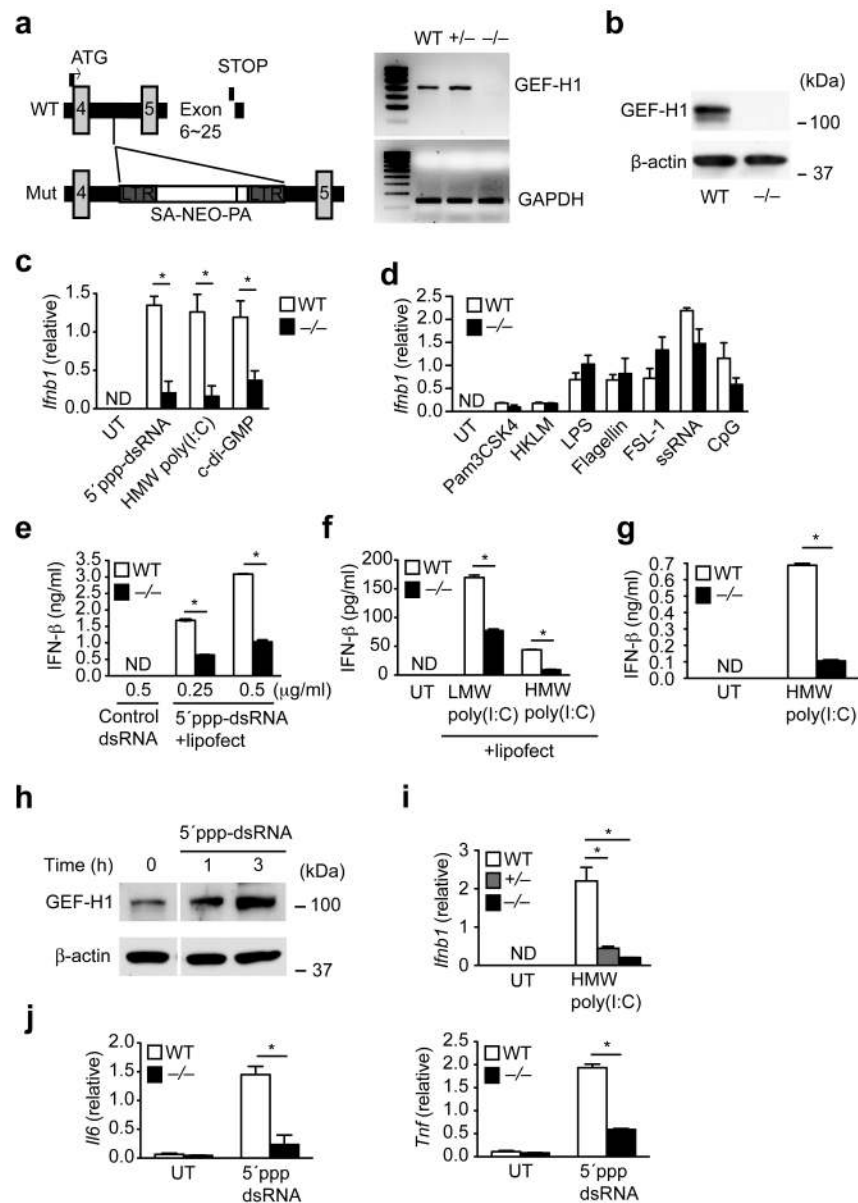 a
ATG
WT
4
5
Exon
6~25
STOP
Mut
4
LTR
LTR
5
SA-NEO-PA
WT +/– –/–
GEF-H1
GAPDH
b
(kDa)
GEF-H1
– 100
β-actin
– 37
WT –/–
c
Ifnb1 (relative)
1.5
1.0
0.5
0.0
* * *
WT
–/–
ND
UT
5´ppp-dsRNA
HMW poly(I:C)
c-di-GMP
d
Ifnb1 (relative)
2.5
2.0
1.5
1.0
0.5
0.0
WT
–/–
ND
UT
Pam3CSK4
HKLM
LPS
Flagellin
FSL-1
ssRNA
CpG
e
IFN-β (ng/ml)
3.5
3.0
2.5
2.0
1.5
1.0
0.5
0.0
WT
–/–
* *
ND
0.5 0.25 0.5 (μg/ml)
Control
dsRNA
5´ppp-dsRNA
+lipofect
f
IFN-β (pg/ml)
200
150
100
50
0
WT
–/–
* *
ND
UT
LMW
poly(I:C)
HMW
poly(I:C)
+lipofect
g
IFN-β (ng/ml)
0.7
0.6
0.5
0.4
0.3
0.2
0.1
0.0
WT
–/–
*
ND
UT
HMW
poly(I:C)
h
5´ppp-dsRNA
Time (h) 0 1 3 (kDa)
GEF-H1
– 100
β-actin
– 37
i
Ifnb1 (relative)
3
2
1
0
WT
+/–
–/–
*
*
ND
UT
HMW
poly(I:C)
j
Il6 (relative)
2.0
1.5
1.0
0.5
0.0
WT
–/–
*
UT
5´ppp
dsRNA
Tnf (relative)
2.5
2.0
1.5
1.0
0.5
0.0
WT
–/–
*
UT
5´ppp
dsRNA